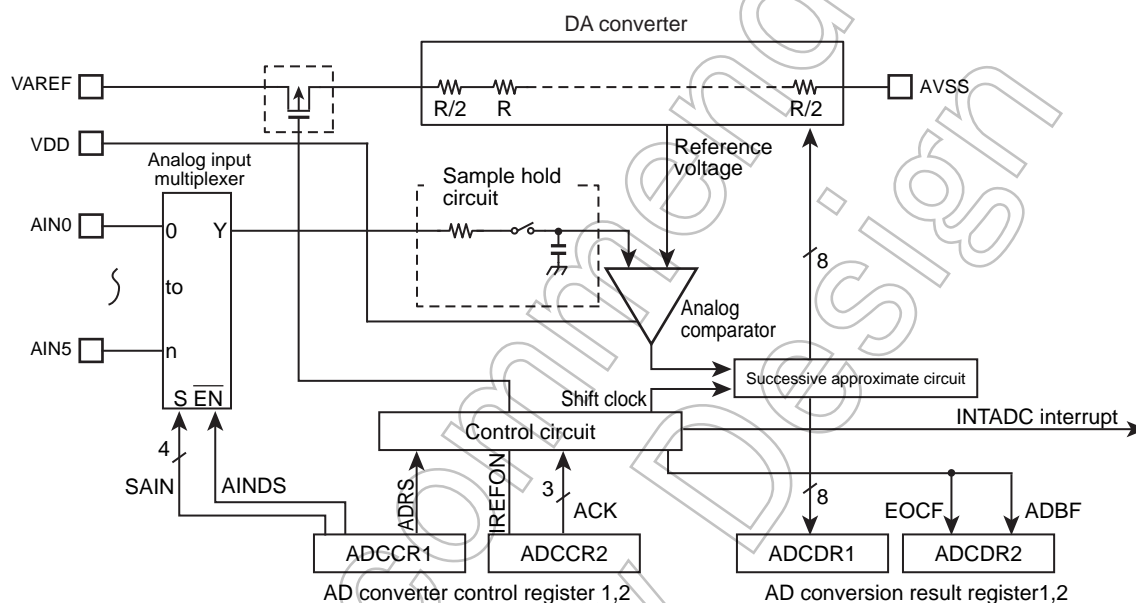 DA converter
VAREF
R/2
R
R/2
AVSS
VDD
Analog input
multiplexer
Reference
voltage
Sample hold
circuit
AIN0
0
Y
8
to
Analog
comparator
AIN5
n
Successive approximate circuit
S EN
Shift clock
INTADC interrupt
Control circuit
4
SAIN
AINDS
ADRS
IREFON
3
ACK
8
EOCF
ADBF
ADCCR1
ADCCR2
ADCDR1
ADCDR2
AD converter control register 1,2
AD conversion result register1,2